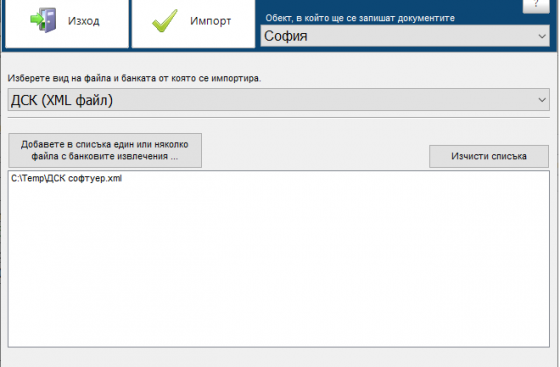 ?
Изход
Импорт
Обект, в който ще се запишат документите
София
Изберете вид на файла и банката от която се импортира.
ДСК (XML файл)
Добавете в списъка един или няколко
файла с банковите извлечения ...
Изчисти списъка
C:\Temp\ДСК софтуер.xml